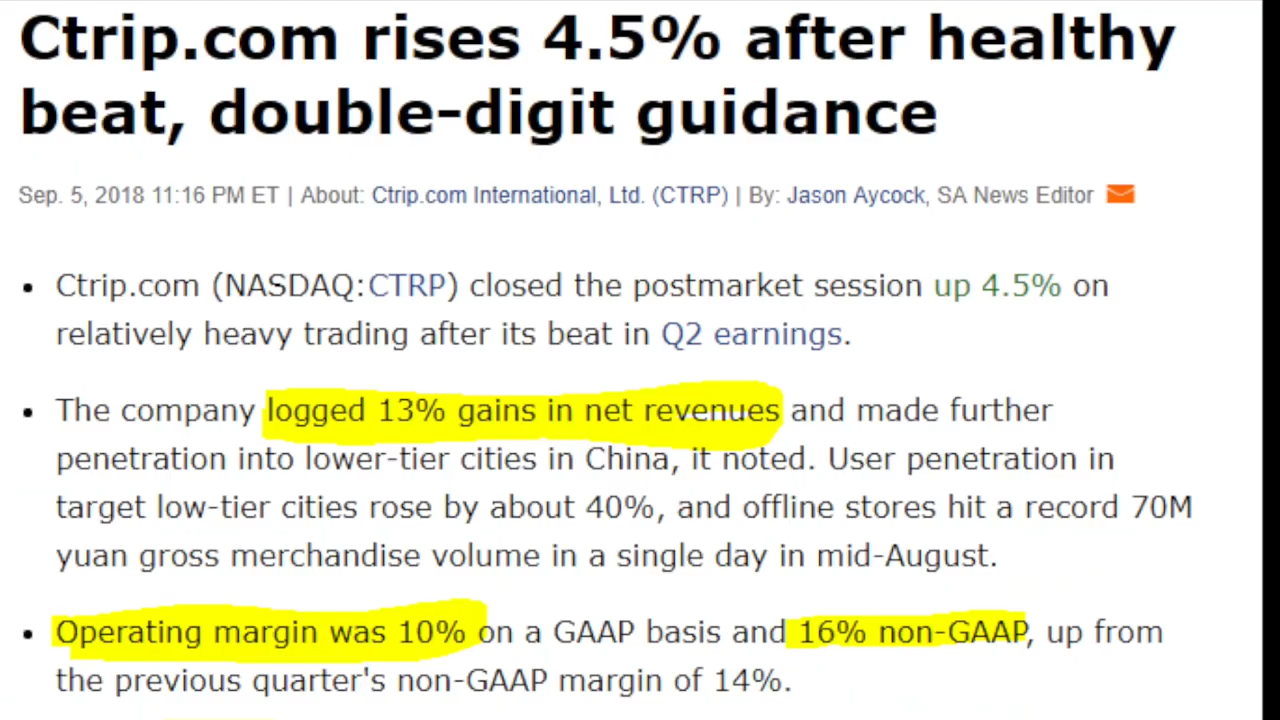 Ctrip.com rises 4.5% after healthy
beat, double-digit guidance
Sep. 5, 2018 11:16 PM ET | About: Ctrip.com International, Ltd. (CTRP) | By: Jason Aycock, SA News Editor
• Ctrip.com (NASDAQ:CTRP) closed the postmarket session up 4.5% on
relatively heavy trading after its beat in Q2 earnings.
• The company logged 13% gains in net revenues and made further
penetration into lower-tier cities in China, it noted. User penetration in
target low-tier cities rose by about 40%, and offline stores hit a record 70M
yuan gross merchandise volume in a single day in mid-August.
• Operating margin was 10% on a GAAP basis and 16% non-GAAP, up from
the previous quarter's non-GAAP margin of 14%.